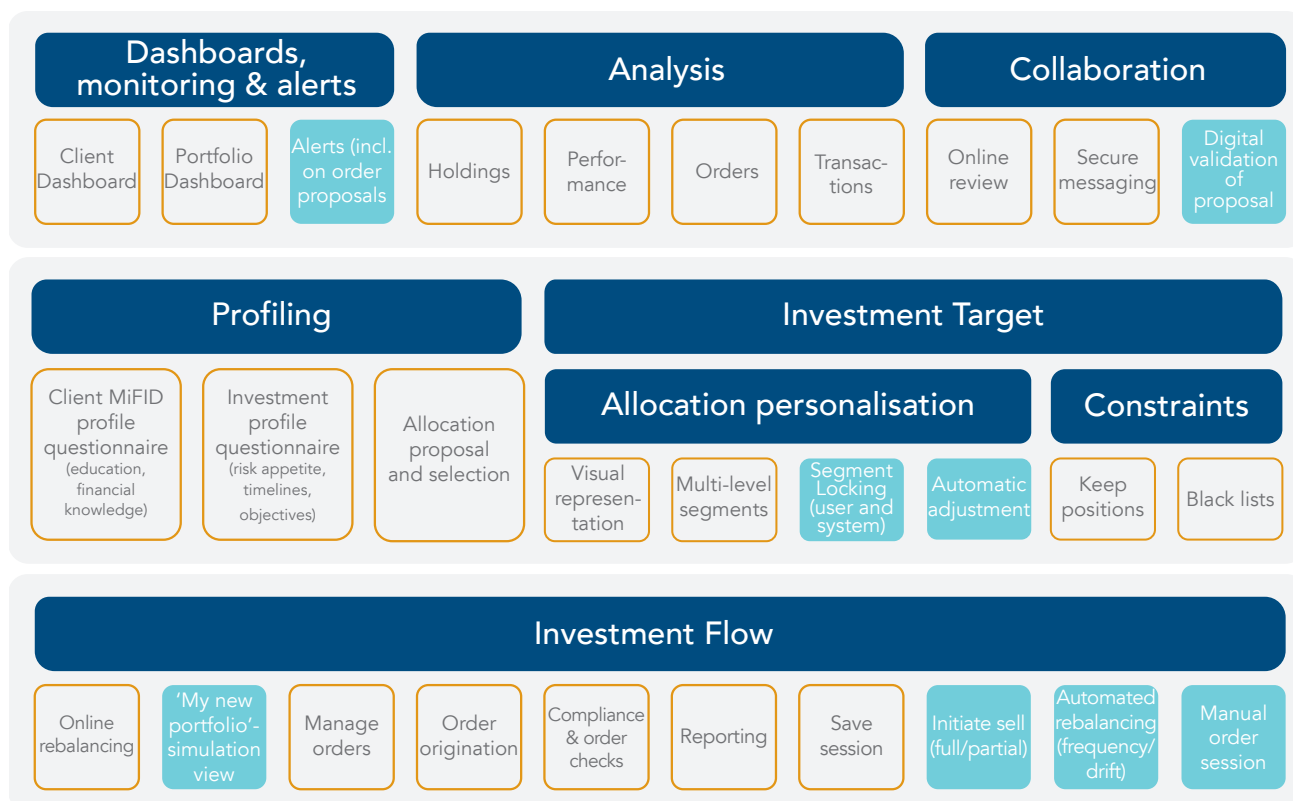 Dashboards,
monitoring & alerts
Analysis
Collaboration
Client
Dashboard
Portfolio
Dashboard
Alerts (incl.
on order
proposals
Holdings
Perfor-
mance
Orders
Transac-
tions
Online
review
Secure
messaging
Digital
validation
of
proposal
Profiling
Investment Target
Client MiFID
profile
questionnaire
(education,
financial
knowledge)
Investment
profile
questionnaire
(risk appetite,
timelines,
objectives)
Allocation
proposal
and selection
Allocation personalisation
Constraints
Visual
represen-
tation
Multi-level
segments
Segment
Locking
(user and
system)
Automatic
adjustment
Keep
positions
Black lists
Investment Flow
Online
rebalancing
'My new
portfolio'-
simulation
view
Manage
orders
Order
origination
Compliance
& order
checks
Reporting
Save
session
Initiate sell
(full/partial)
Automated
rebalancing
(frequency/
drift)
Manual
order
session